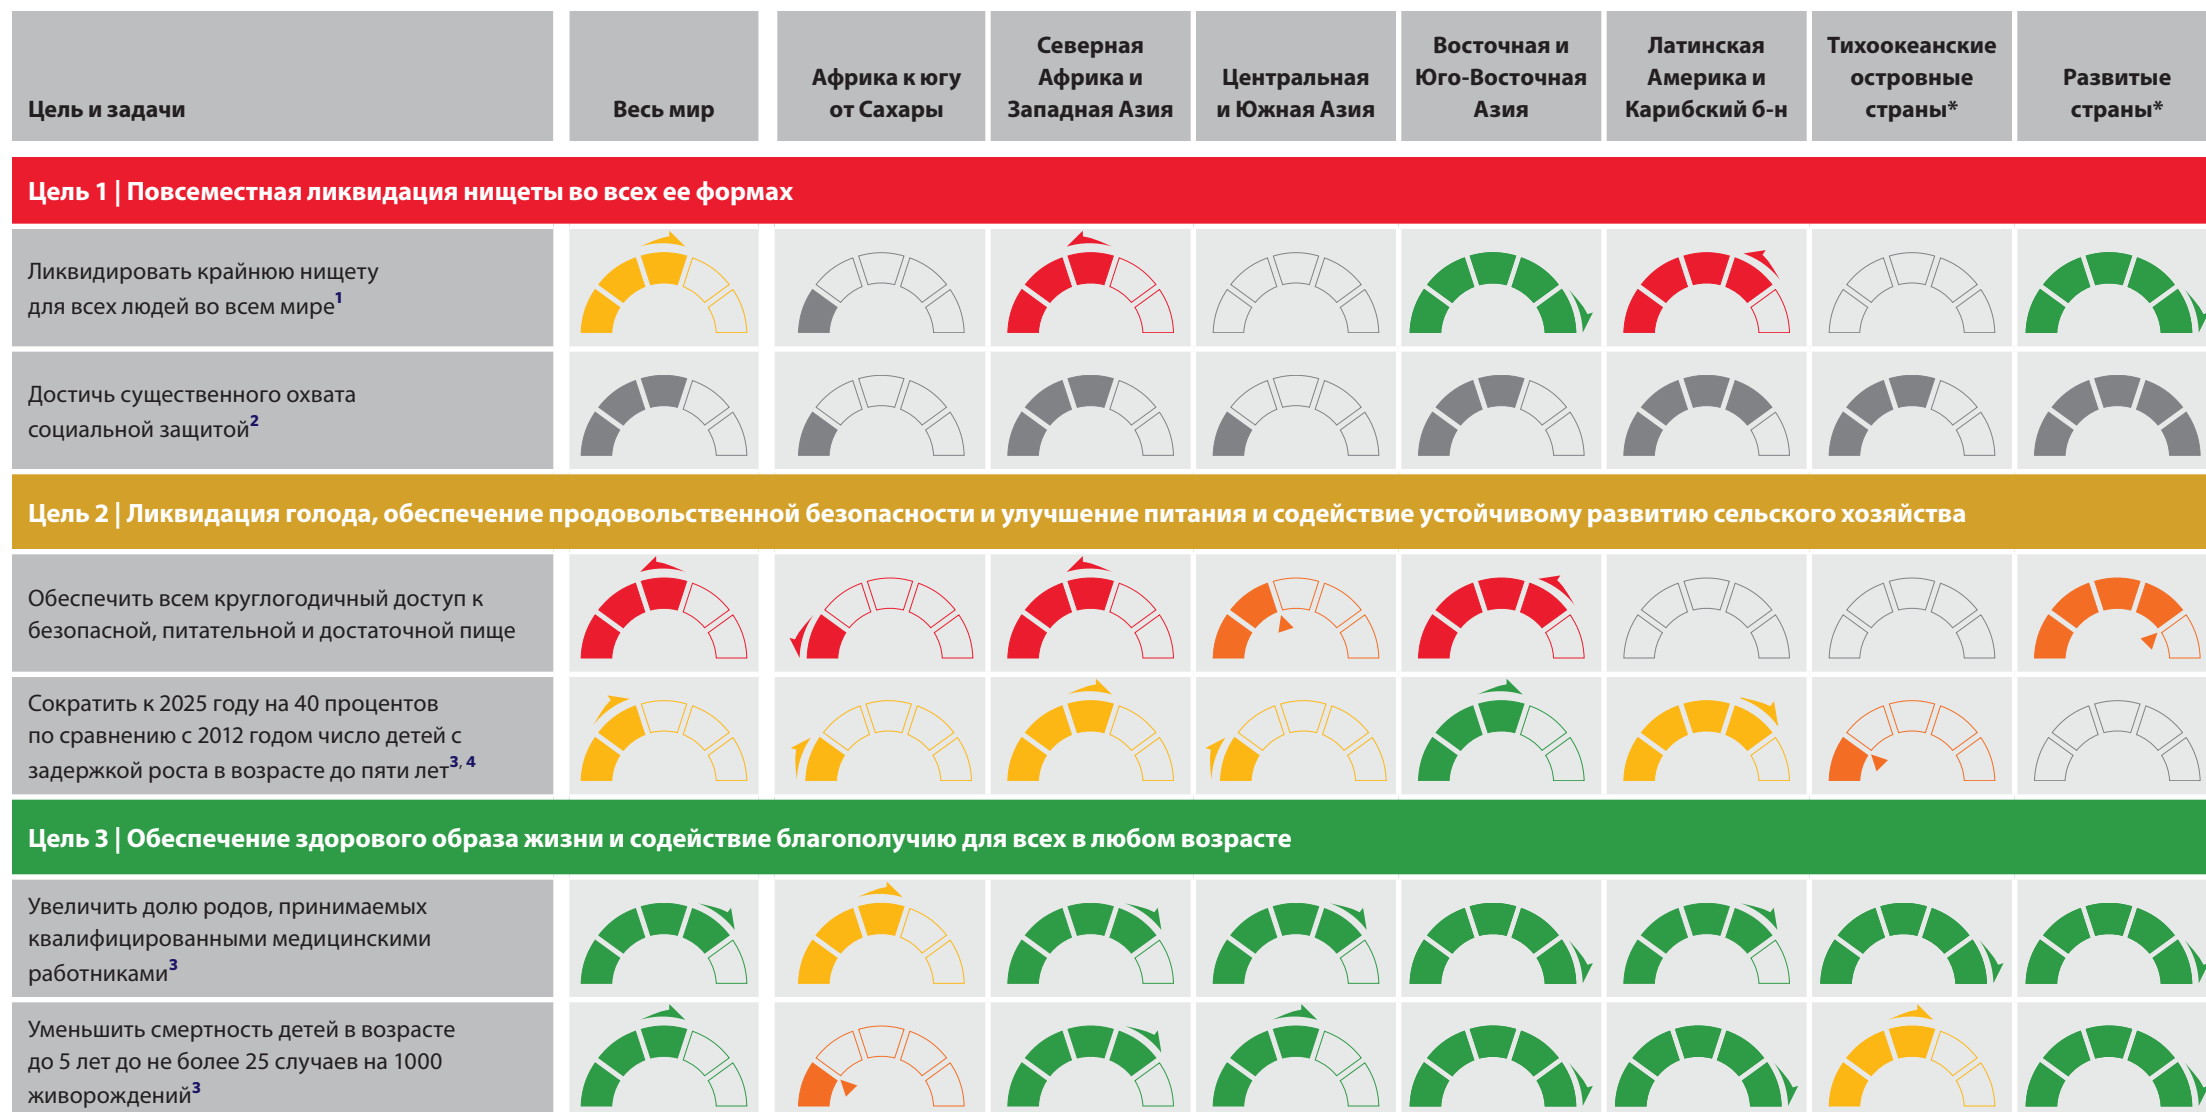 Цель и задачи
Весь мир
Африка к югу
от Сахары
Северная
Африка и
Западная Азия
Центральная
и Южная Азия
Восточная и
Юго-Восточная
Азия
Латинская
Америка и
Карибский б-н
Тихоокеанские
островные
страны*
Развитые
страны*
Цель 1 | Повсеместная ликвидация нищеты во всех ее формах
Ликвидировать крайнюю нищету
для всех людей во всем мире1
Достичь существенного охвата
социальной защитой2
Цель 2 | Ликвидация голода, обеспечение продовольственной безопасности и улучшение питания и содействие устойчивому развитию сельского хозяйства
Обеспечить всем круглогодичный доступ к
безопасной, питательной и достаточной пище
Сократить к 2025 году на 40 процентов
по сравнению с 2012 годом число детей с
задержкой роста в возрасте до пяти лет3, 4
Цель 3 | Обеспечение здорового образа жизни и содействие благополучию для всех в любом возрасте
Увеличить долю родов, принимаемых
квалифицированными медицинскими
работниками3
Уменьшить смертность детей в возрасте
до 5 лет до не более 25 случаев на 1000
живорождений3